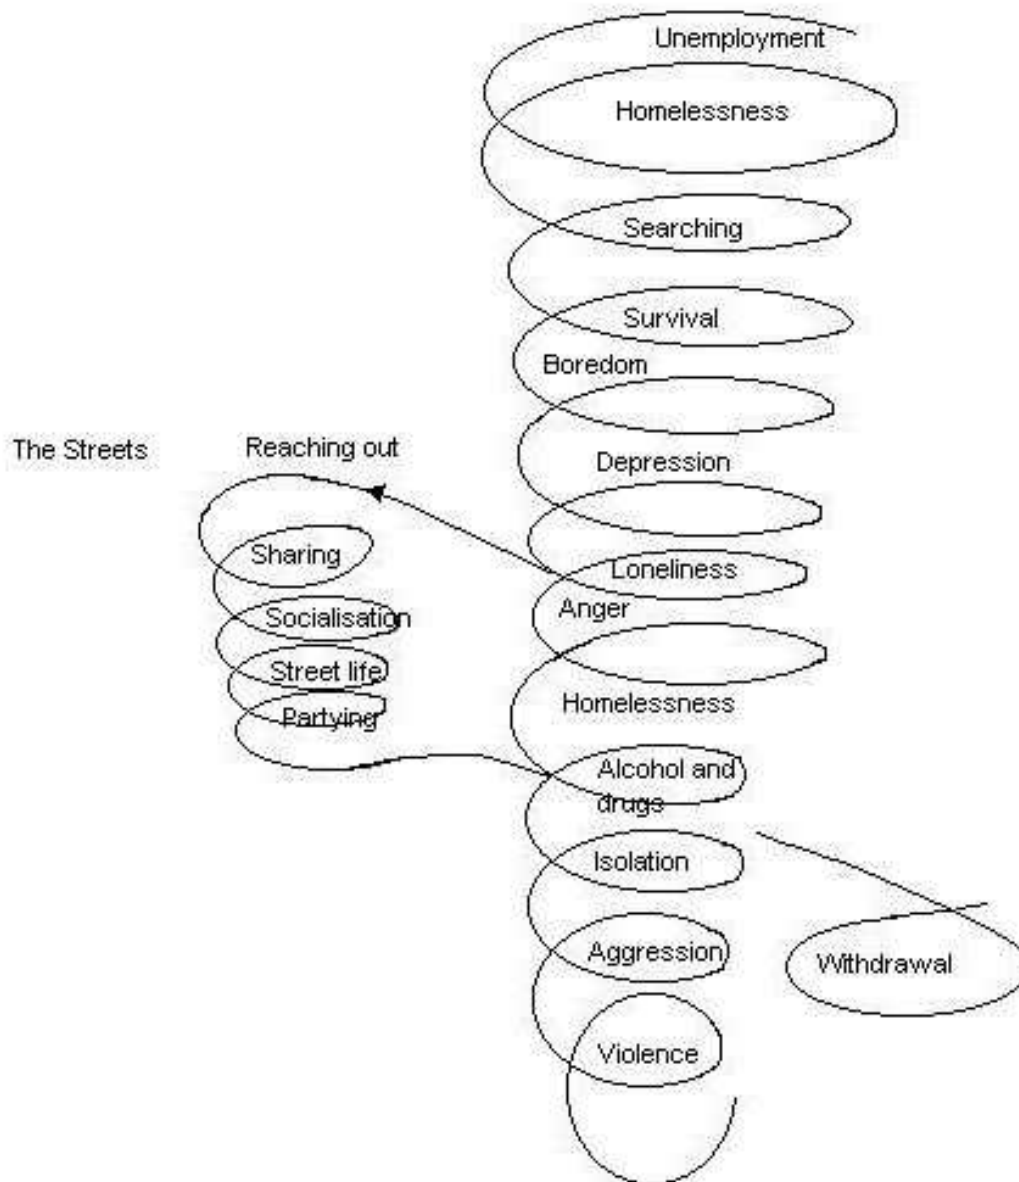 Unemployment
Homelessness
Searching
Survival
Boredom
The Streets
Reaching out
Depression
Sharing
Loneliness
Anger
Socialisation
Street life
Homelessness
Partying
Alcohol and
drugs
Isolation
Aggression
Withdrawal
Violence